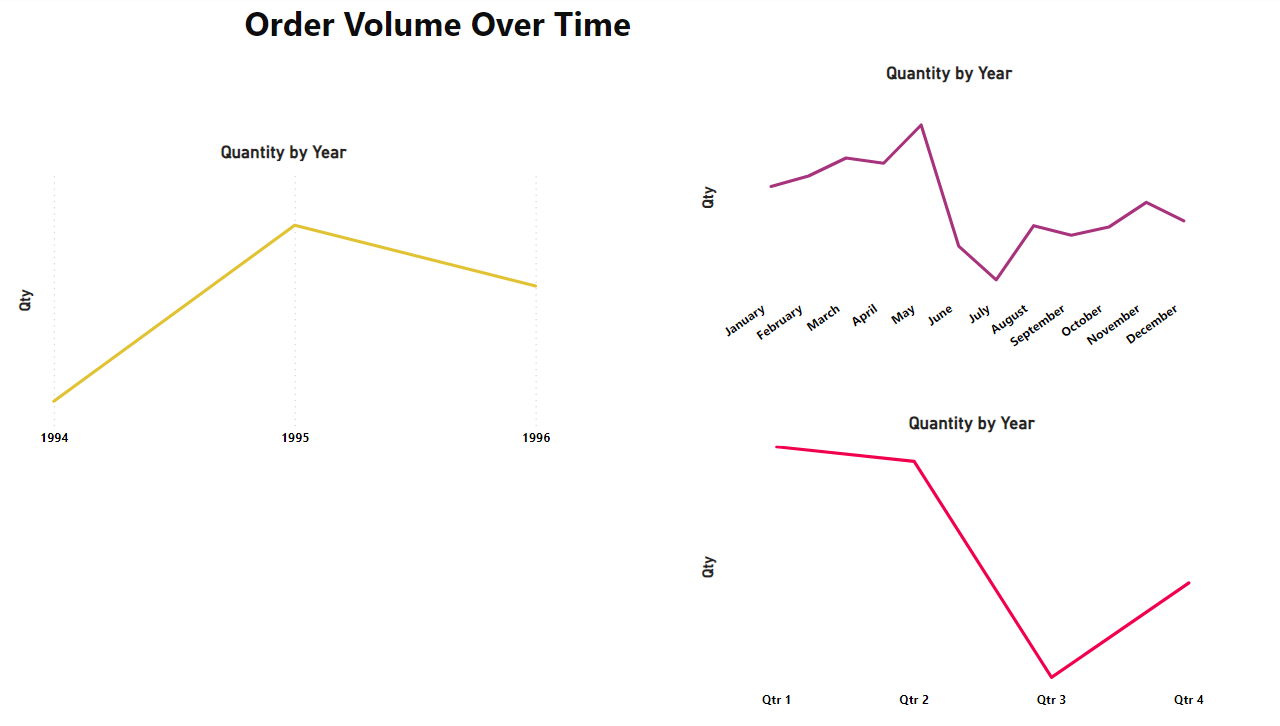 Order Volume Over Time
Quantity by Year
Qty
1994
1995
1996
Quantity by Year
Qty
January
February
March
April
May
June
July
August
September
October
November
December
Quantity by Year
Qty
Qtr 1
Qtr 2
Qtr 3
Qtr 4